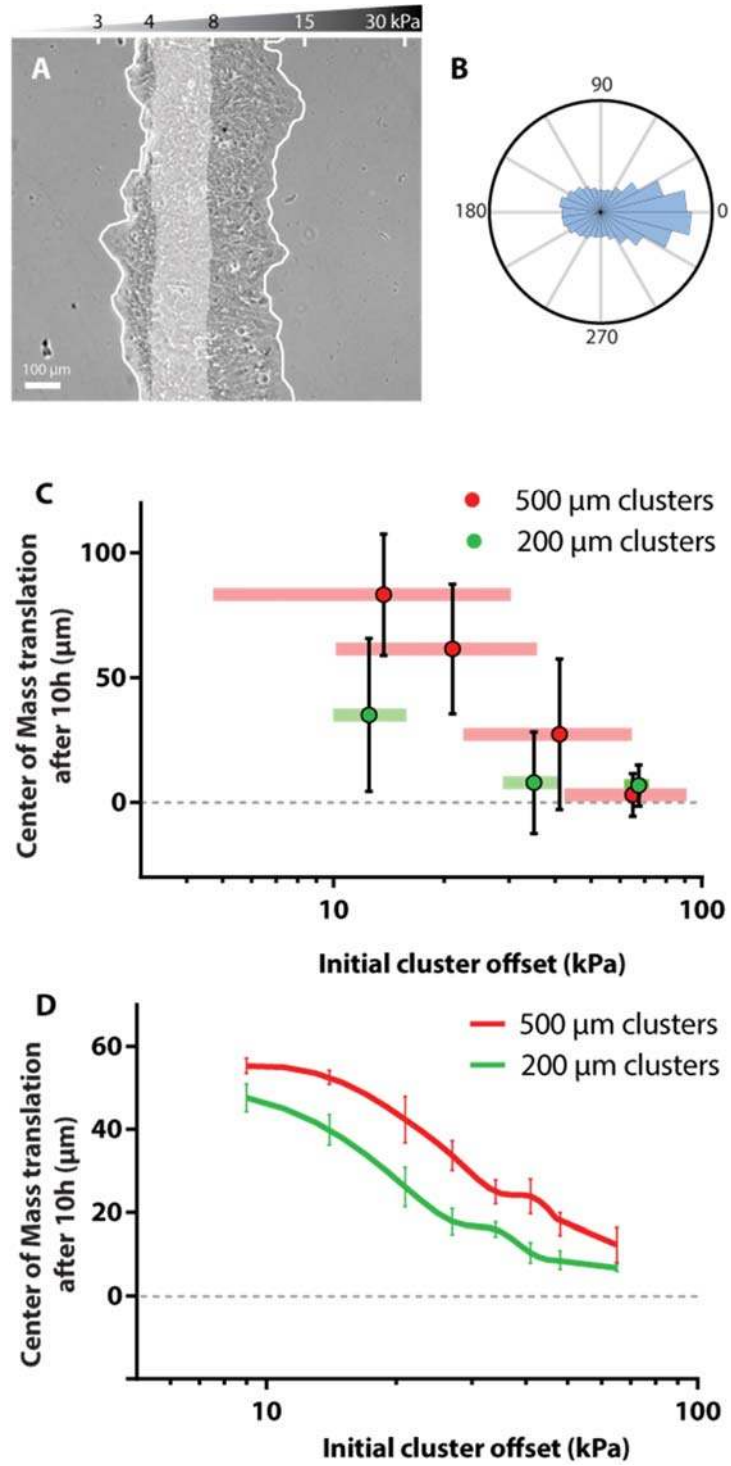 3 4 8 15 30 kPa
A
100 µm
B
90
180
0
270
C
500 µm clusters
200 µm clusters
Center of Mass translation
after 10h (µm)
100
50
0
10 100
Initial cluster offset (kPa)
D
500 µm clusters
200 µm clusters
Center of Mass translation
after 10h (µm)
60
40
20
0
10 100
Initial cluster offset (kPa)